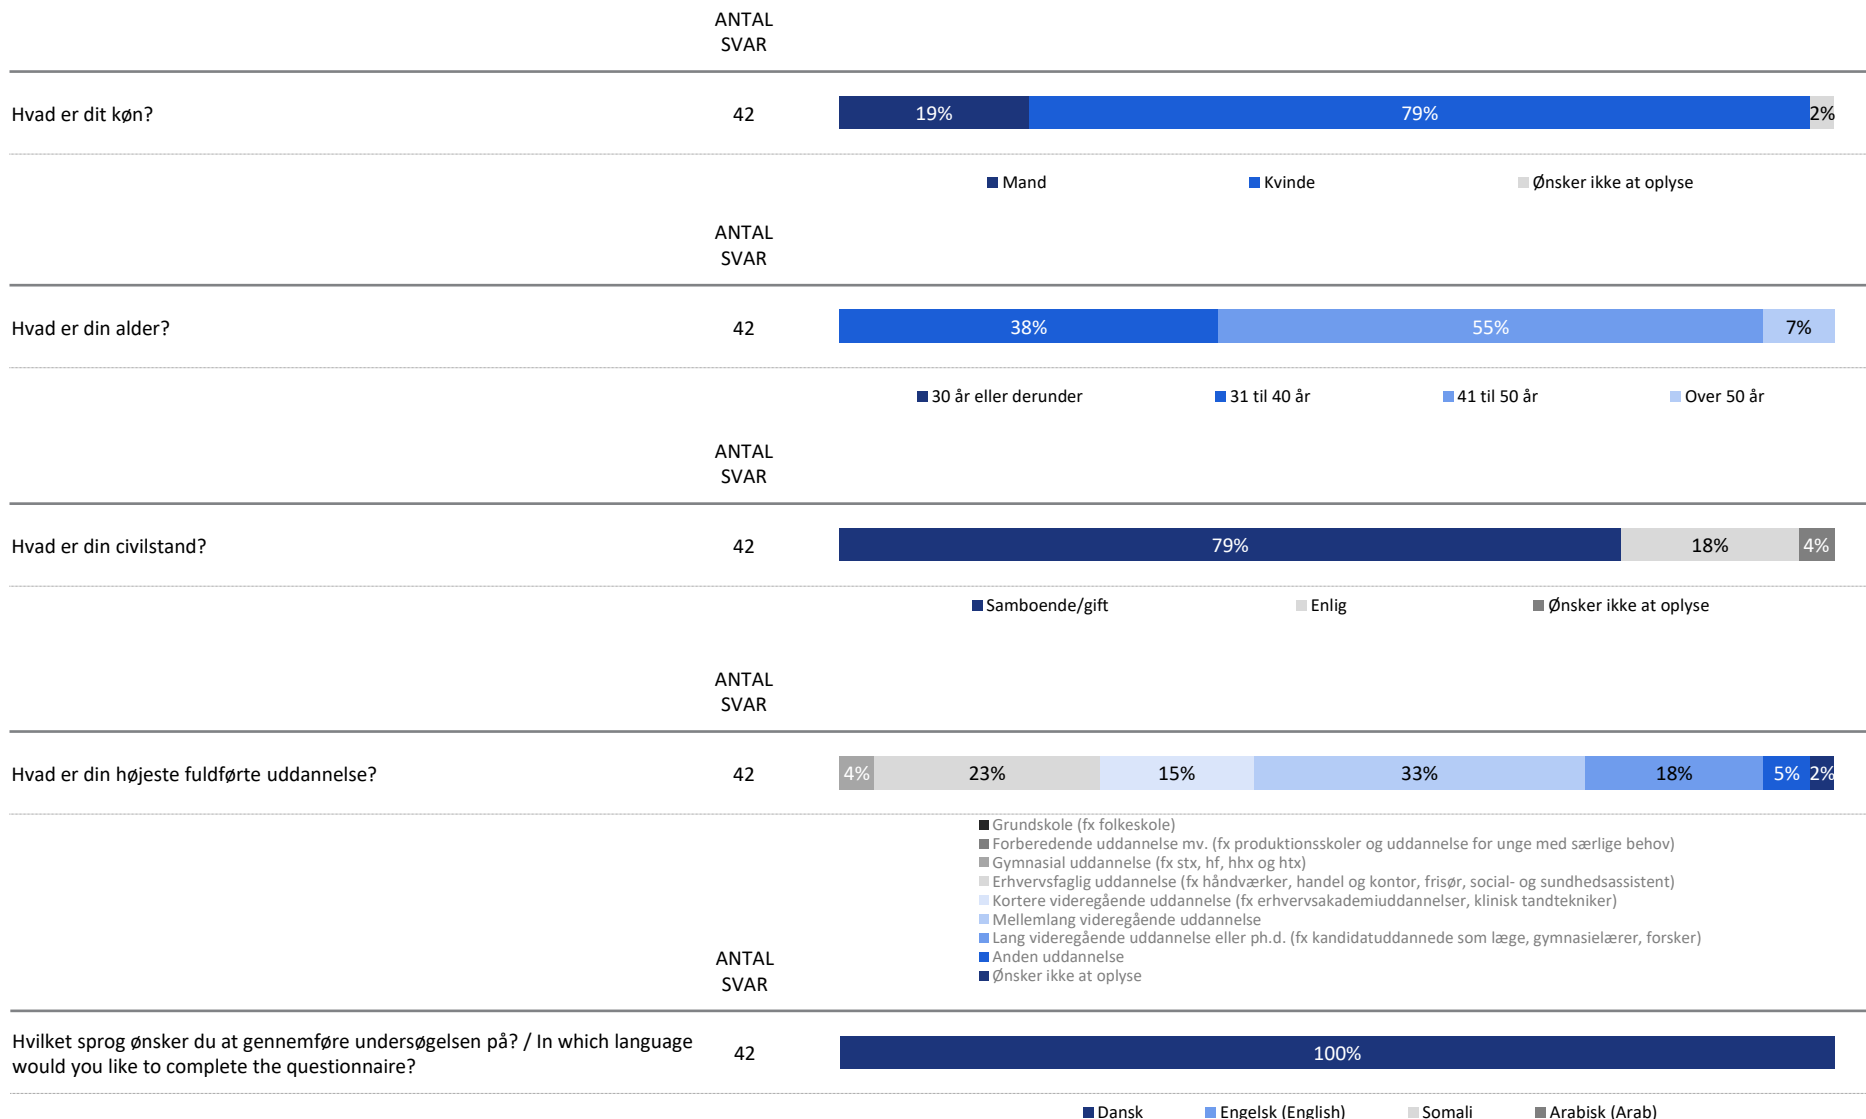 ANTAL
SVAR
Hvad er dit køn? 42 19% 79% 2%
Mand Kvinde Ønsker ikke at oplyse
ANTAL
SVAR
Hvad er din alder? 42 38% 55% 7%
30 år eller derunder 31 til 40 år 41 til 50 år Over 50 år
ANTAL
SVAR
Hvad er din civilstand? 42 79% 18% 4%
Samboende/gift Enlig Ønsker ikke at oplyse
ANTAL
SVAR
Hvad er din højeste fuldførte uddannelse? 42 4% 23% 15% 33% 18% 5% 2%
Grundskole (fx folkeskole)
Forberedende uddannelse mv. (fx produktionsskoler og uddannelse for unge med særlige behov)
Gymnasial uddannelse (fx stx, hf, hhx og htx)
Erhvervsfaglig uddannelse (fx håndværker, handel og kontor, frisør, social- og sundhedsassistent)
Kortere videregående uddannelse (fx erhvervsakademiuddannelser, klinisk tandtekniker)
Mellemlang videregående uddannelse
Lang videregående uddannelse eller ph.d. (fx kandidatuddannede som læge, gymnasielærer, forsker)
Anden uddannelse
Ønsker ikke at oplyse
ANTAL
SVAR
Hvilket sprog ønsker du at gennemføre undersøgelsen på? / In which language
would you like to complete the questionnaire? 42 100%
Dansk Engelsk (English) Somali Arabisk (Arab)